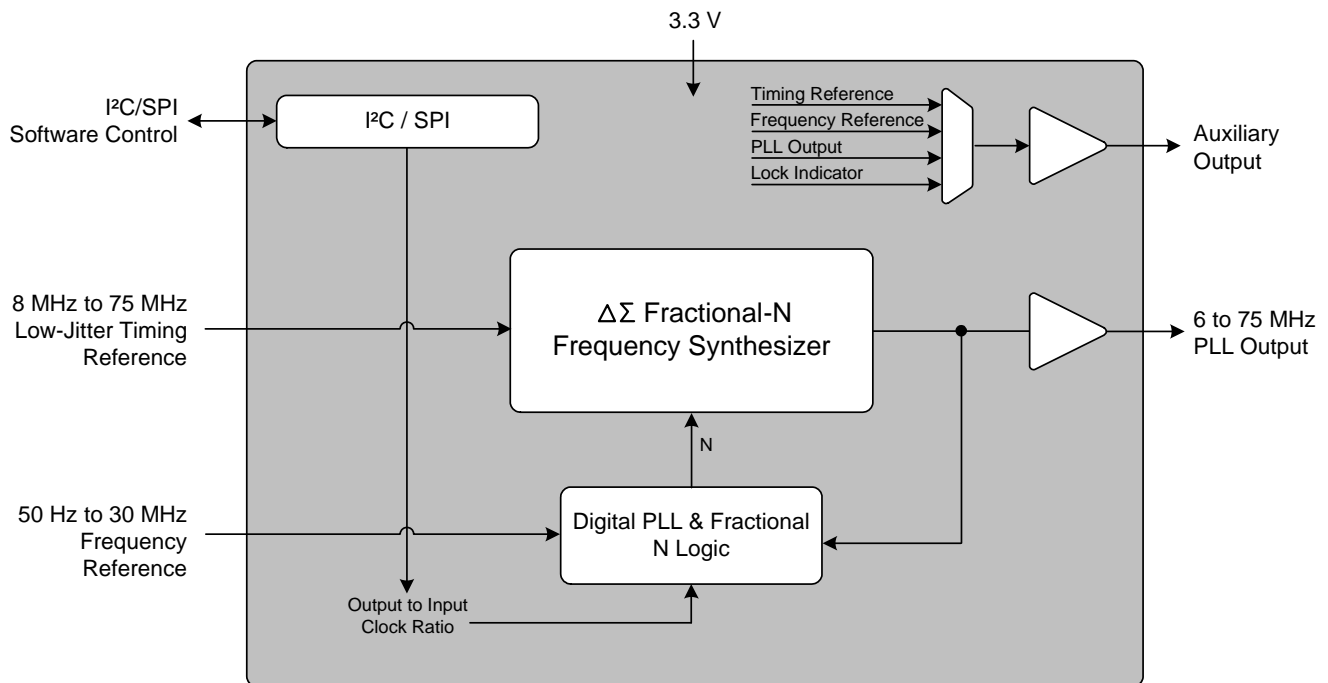 3.3 V
I²C/SPI
Software Control
I²C / SPI
Timing Reference
Frequency Reference
PLL Output
Lock Indicator
Auxiliary
Output
8 MHz to 75 MHz
Low-Jitter Timing
Reference
ΔΣ Fractional-N
Frequency Synthesizer
6 to 75 MHz
PLL Output
N
50 Hz to 30 MHz
Frequency
Reference
Digital PLL & Fractional
N Logic
Output to Input
Clock Ratio